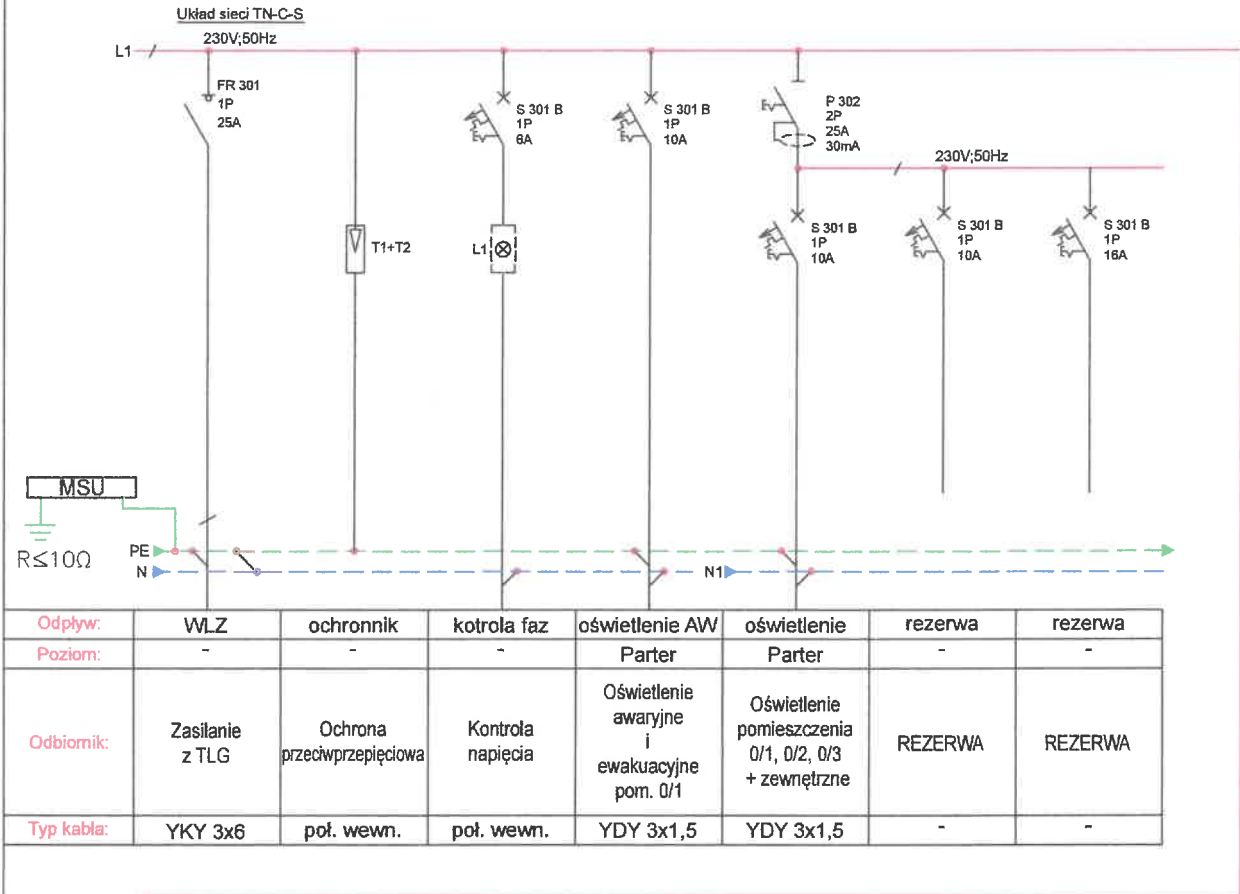 Układ sieci TN-C-S
230V;50Hz
L1
FR 301
1P
25A
S 301 B
1P
6A
S 301 B
1P
10A
P 302
2P
25A
30mA
230V;50Hz
T1+T2
L1
S 301 B
1P
10A
S 301 B
1P
10A
S 301 B
1P
16A
MSU
R≤10Ω
PE
N
N1
Odpływ: WLZ ochronnik kotrola faz oświetlenie AW oświetlenie rezerwa rezerwa
Poziom: - - - Parter Parter - -
Odbiornik:
Zasilanie
z TLG
Ochrona
przeciwprzepięciowa
Kontrola
napięcia
Oświetlenie
awaryjne
i
ewakuacyjne
pom. 0/1
Oświetlenie
pomieszczenia
0/1, 0/2, 0/3
+ zewnętrzne
REZERWA
REZERWA
Typ kabla: YKY 3x6 poł. wewn. poł. wewn. YDY 3x1,5 YDY 3x1,5 - -